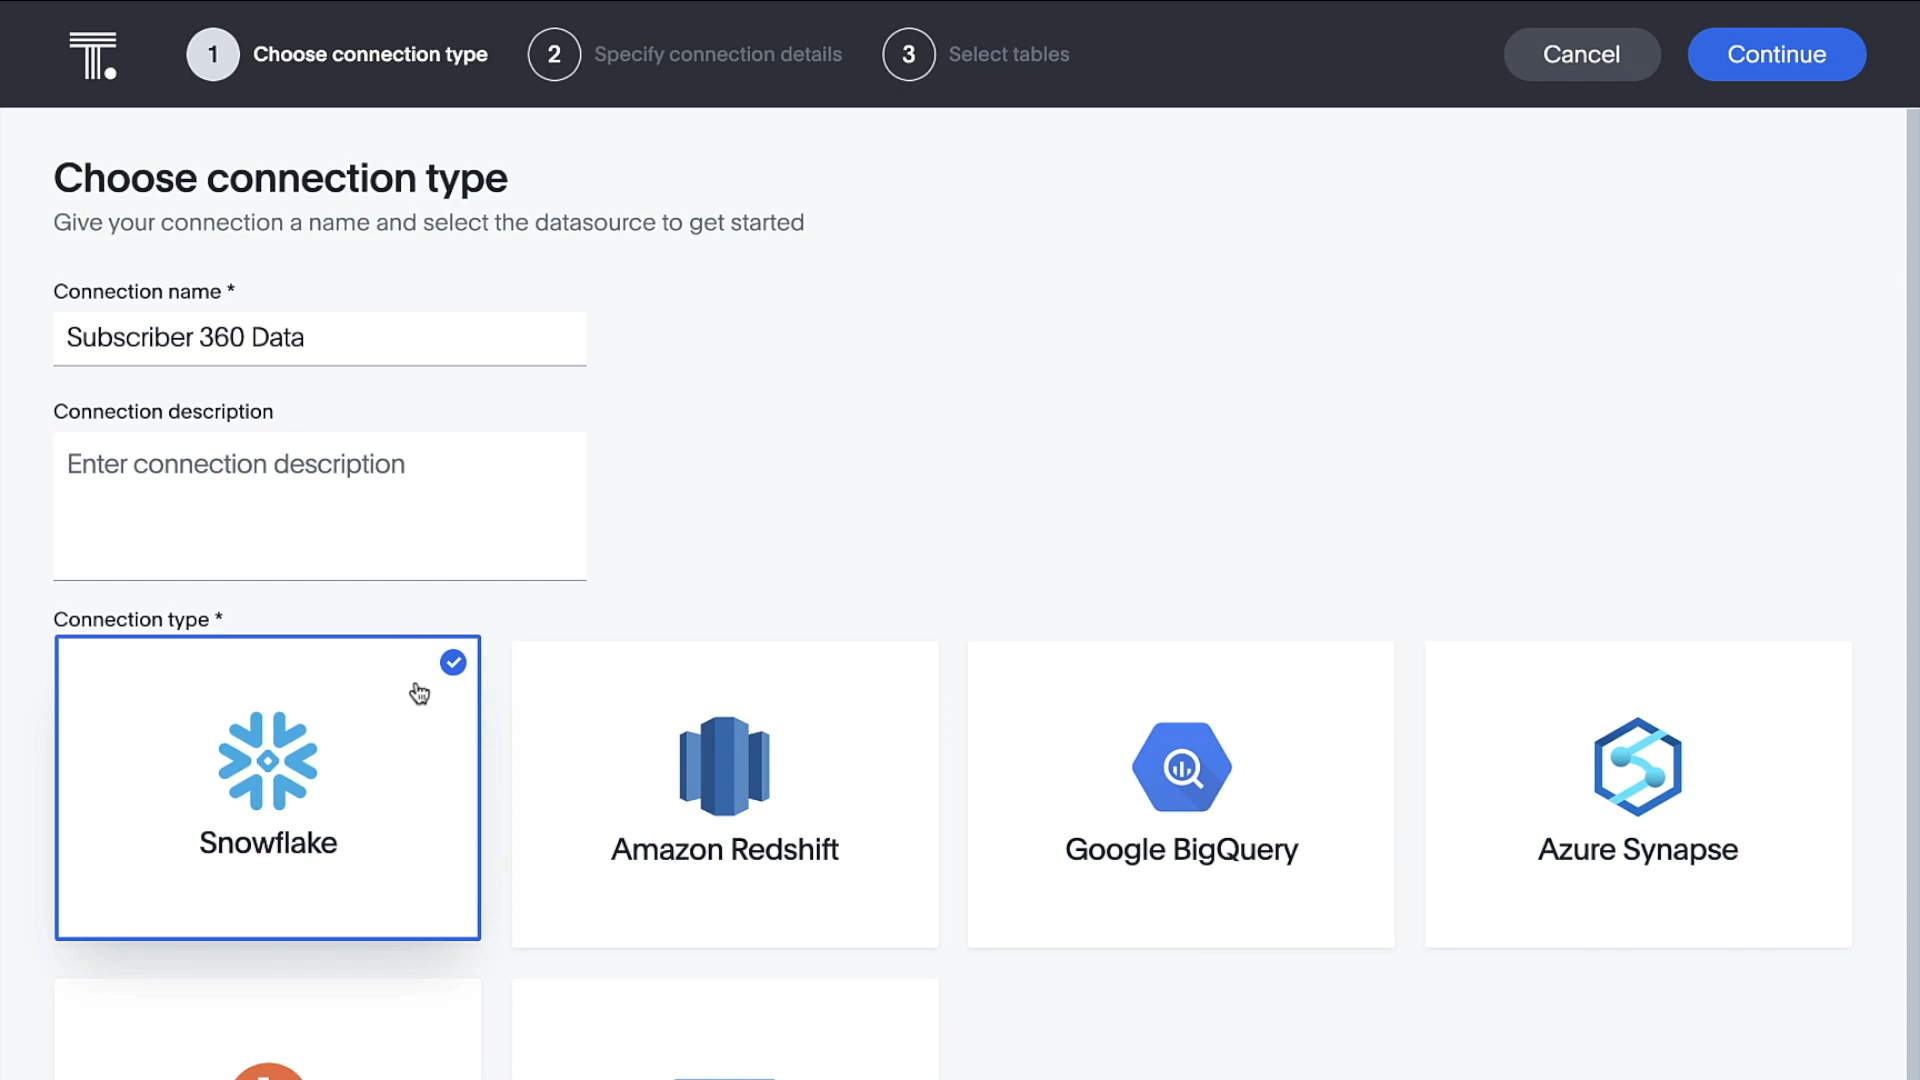 T.
1 Choose connection type 2 Specify connection details 3 Select tables Cancel Continue
Choose connection type
Give your connection a name and select the datasource to get started
Connection name *
Subscriber 360 Data
Connection description
Enter connection description
Connection type *
Snowflake Amazon Redshift Google BigQuery Azure Synapse